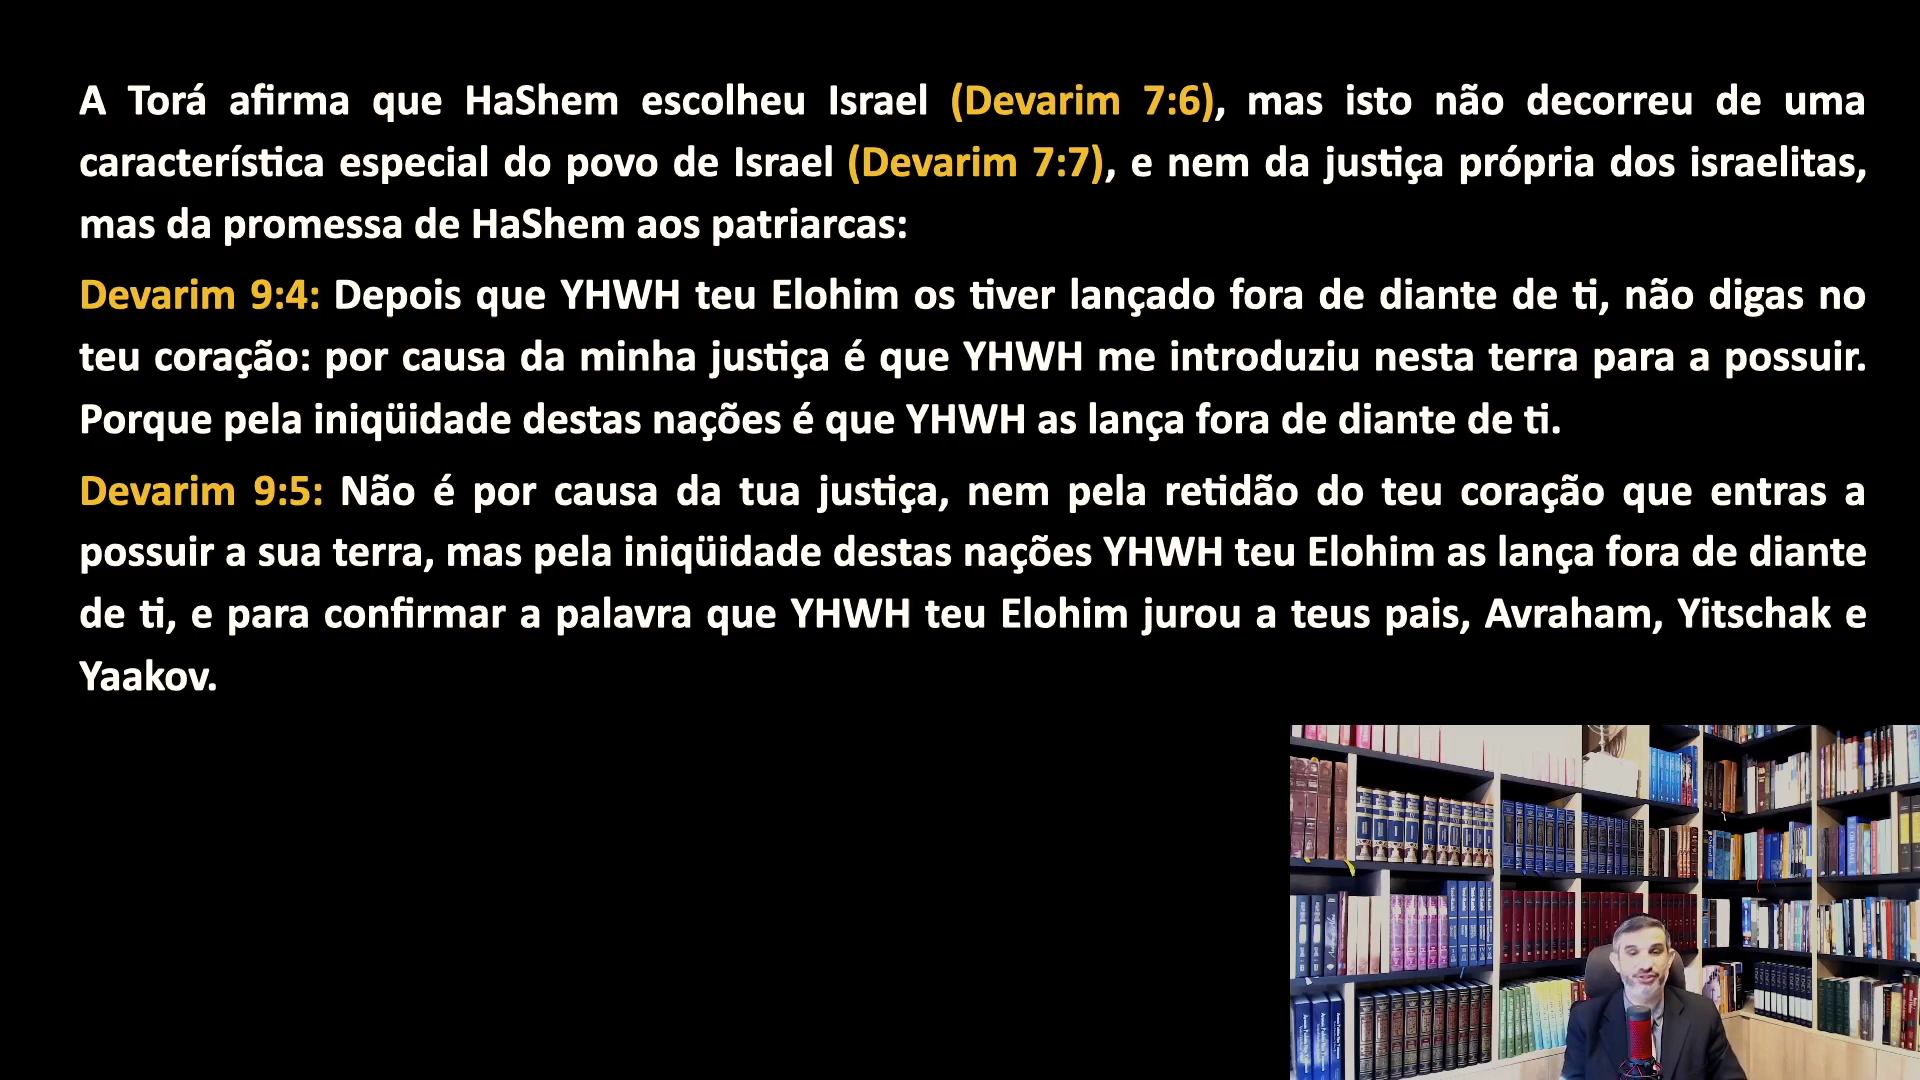 A Torá afirma que HaShem escolheu Israel (Devarim 7:6), mas isto não decorreu de uma
característica especial do povo de Israel (Devarim 7:7), e nem da justiça própria dos israelitas,
mas da promessa de HaShem aos patriarcas:
Devarim 9:4: Depois que YHWH teu Elohim os tiver lançado fora de diante de ti, não digas no
teu coração: por causa da minha justiça é que YHWH me introduziu nesta terra para a possuir.
Porque pela iniqüidade destas nações é que YHWH as lança fora de diante de ti.
Devarim 9:5: Não é por causa da tua justiça, nem pela retidão do teu coração que entras a
possuir a sua terra, mas pela iniqüidade destas nações YHWH teu Elohim as lança fora de diante
de ti, e para confirmar a palavra que YHWH teu Elohim jurou a teus pais, Avraham, Yitschak e
Yaakov.